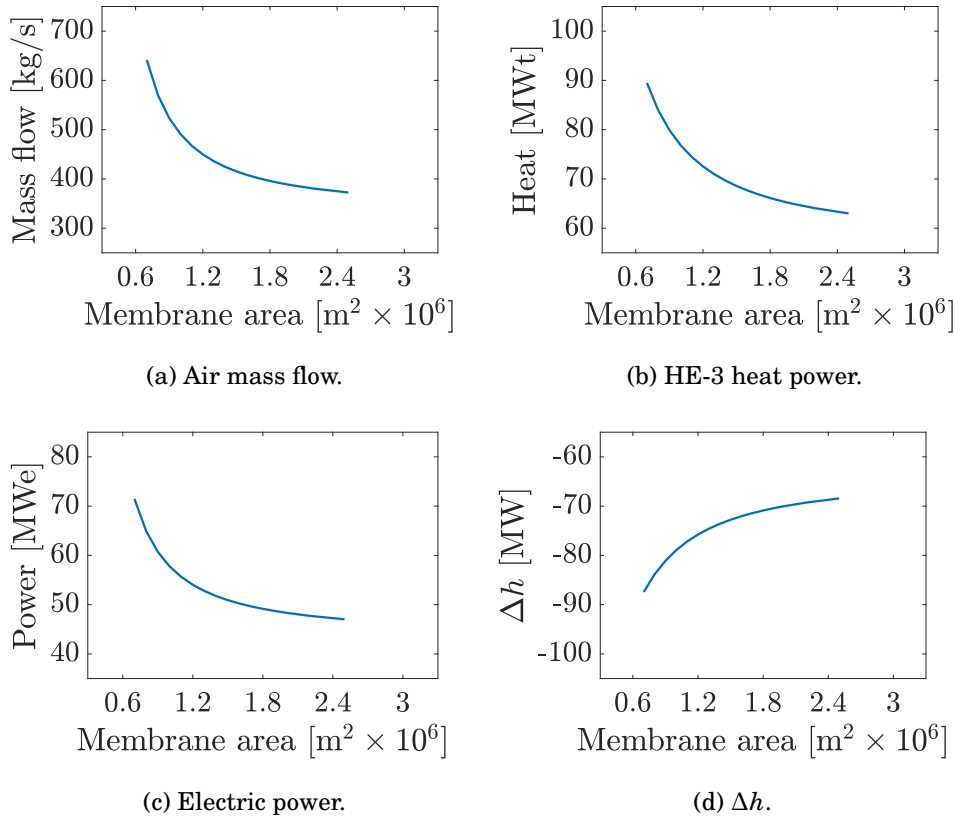 Mass flow [kg/s]
700
600
500
400
300
0.6 1.2 1.8 2.4 3
Membrane area [m² × 10⁶]
(a) Air mass flow.
Heat [MWt]
100
90
80
70
60
0.6 1.2 1.8 2.4 3
Membrane area [m² × 10⁶]
(b) HE-3 heat power.
Power [MWe]
80
70
60
50
40
0.6 1.2 1.8 2.4 3
Membrane area [m² × 10⁶]
(c) Electric power.
Δh [MW]
-60
-70
-80
-90
-100
0.6 1.2 1.8 2.4 3
Membrane area [m² × 10⁶]
(d) Δh.